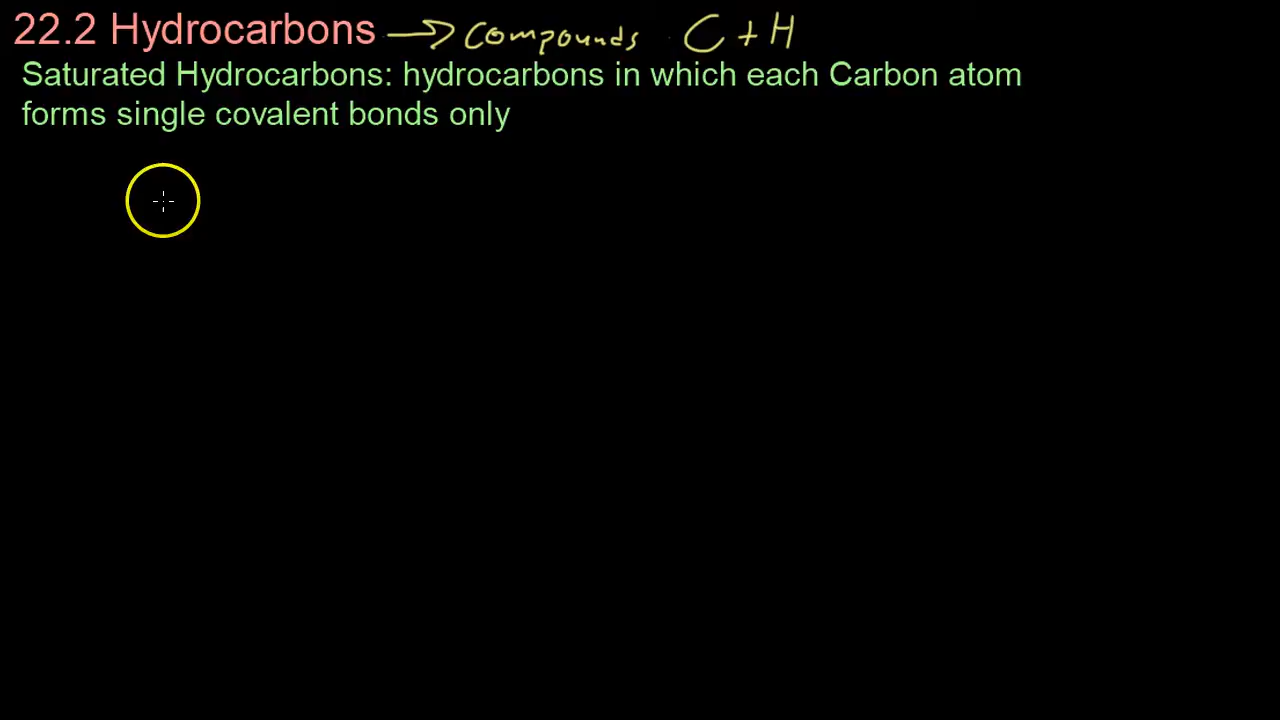 22.2 Hydrocarbons → Compounds C + H
Saturated Hydrocarbons: hydrocarbons in which each Carbon atom
forms single covalent bonds only